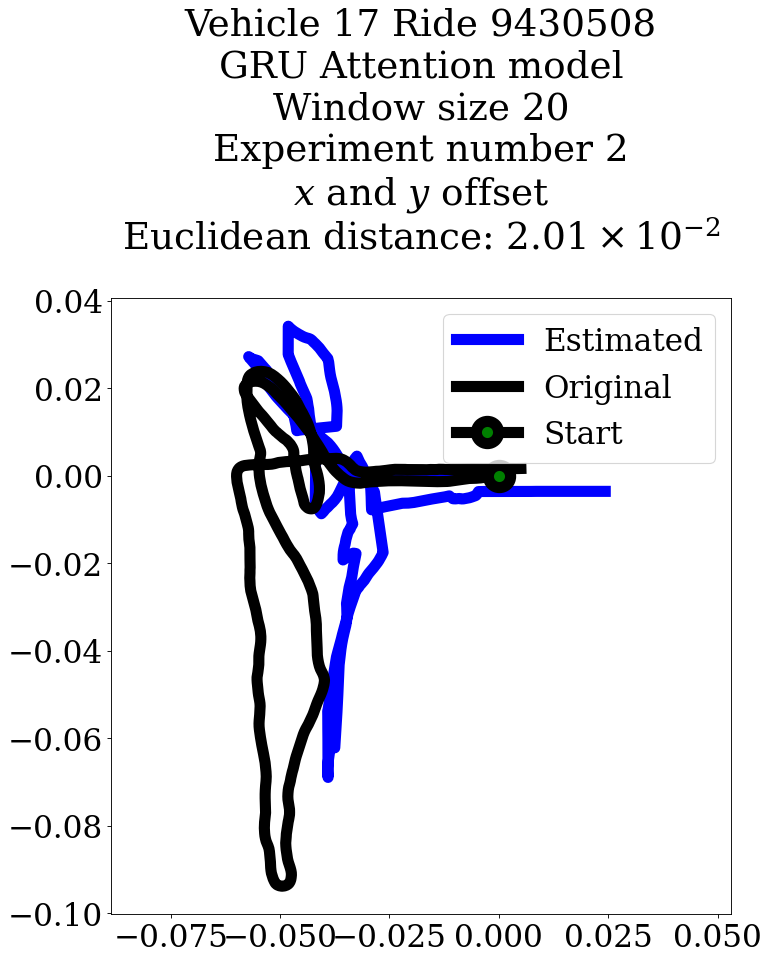 Vehicle 17 Ride 9430508
GRU Attention model
Window size 20
Experiment number 2
x and y offset
Euclidean distance: 2.01 × 10⁻²
Estimated
Original
Start
0.04
0.02
0.00
−0.02
−0.04
−0.06
−0.08
−0.10
−0.075 −0.050 −0.025 0.000 0.025 0.050